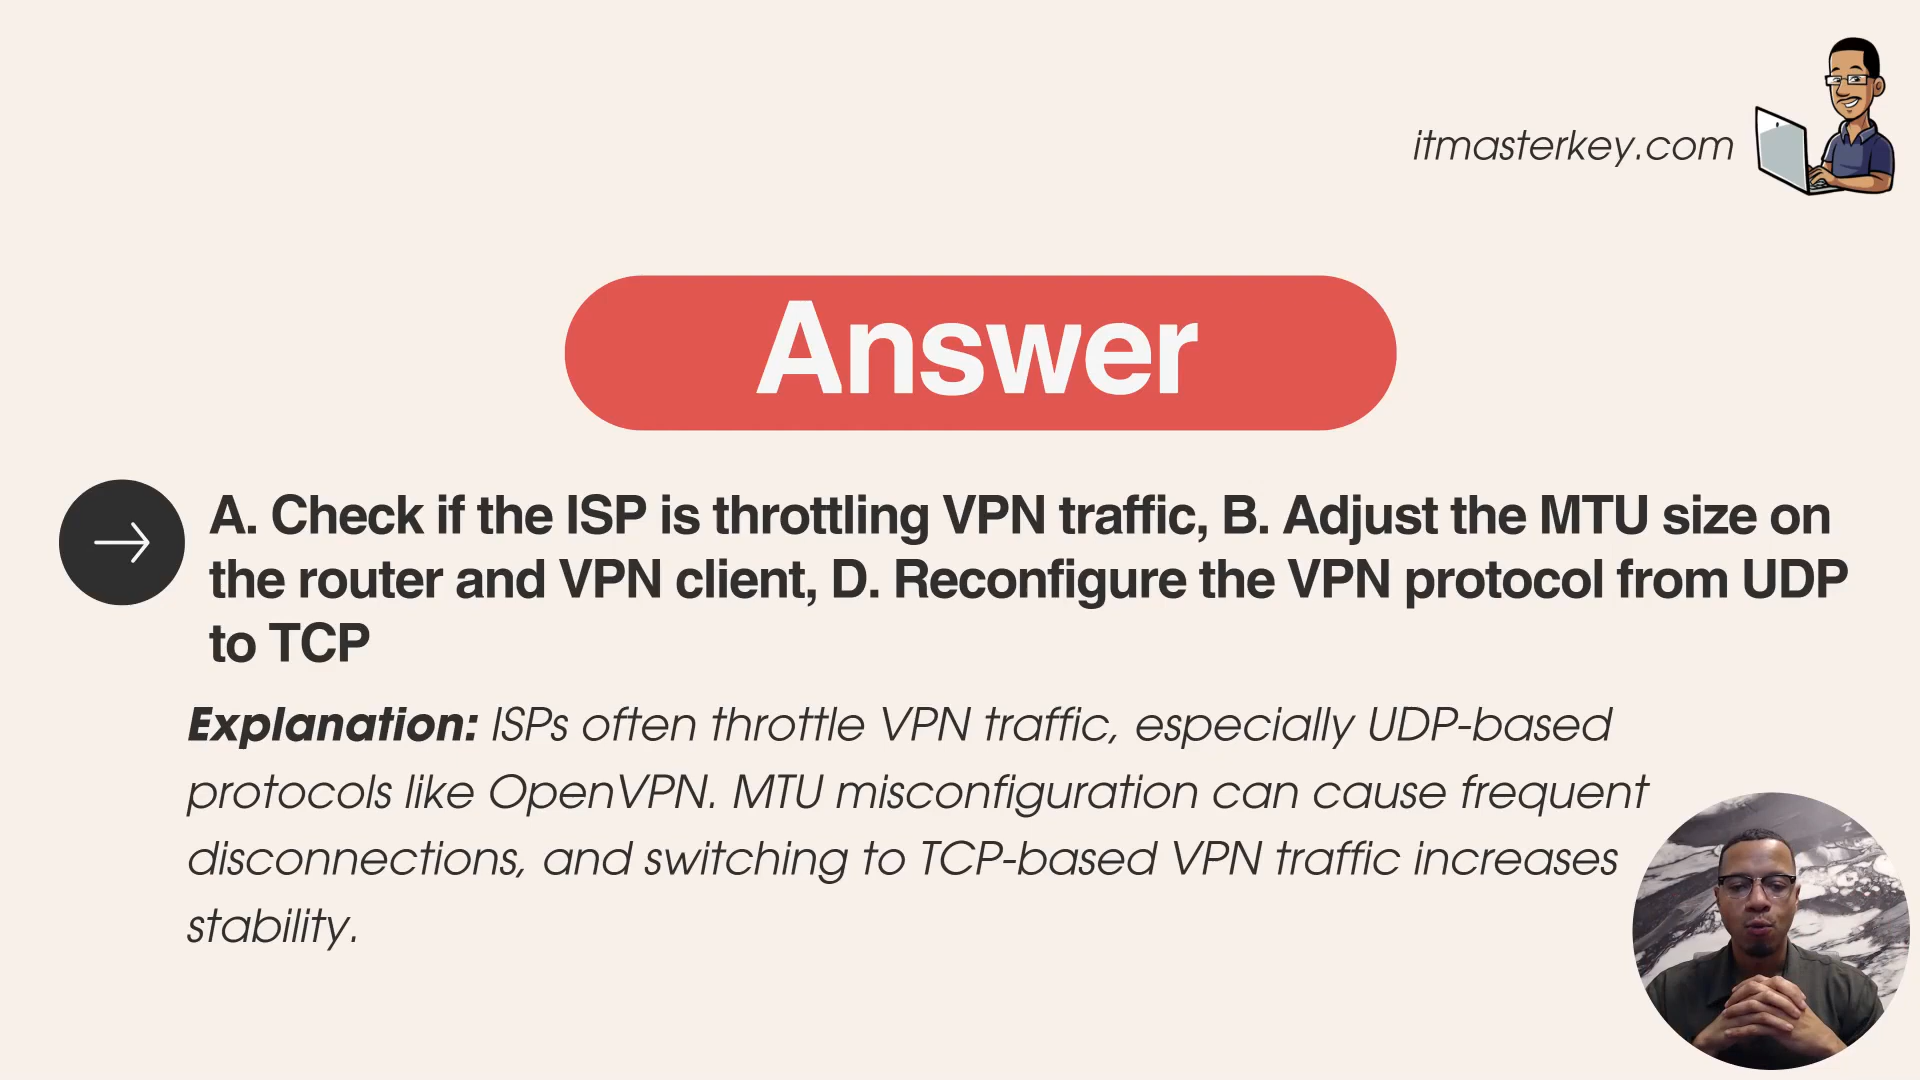 itmasterkey.com
Answer
A. Check if the ISP is throttling VPN traffic, B. Adjust the MTU size on
the router and VPN client, D. Reconfigure the VPN protocol from UDP
to TCP
Explanation: ISPs often throttle VPN traffic, especially UDP-based
protocols like OpenVPN. MTU misconfiguration can cause frequent
disconnections, and switching to TCP-based VPN traffic increases
stability.